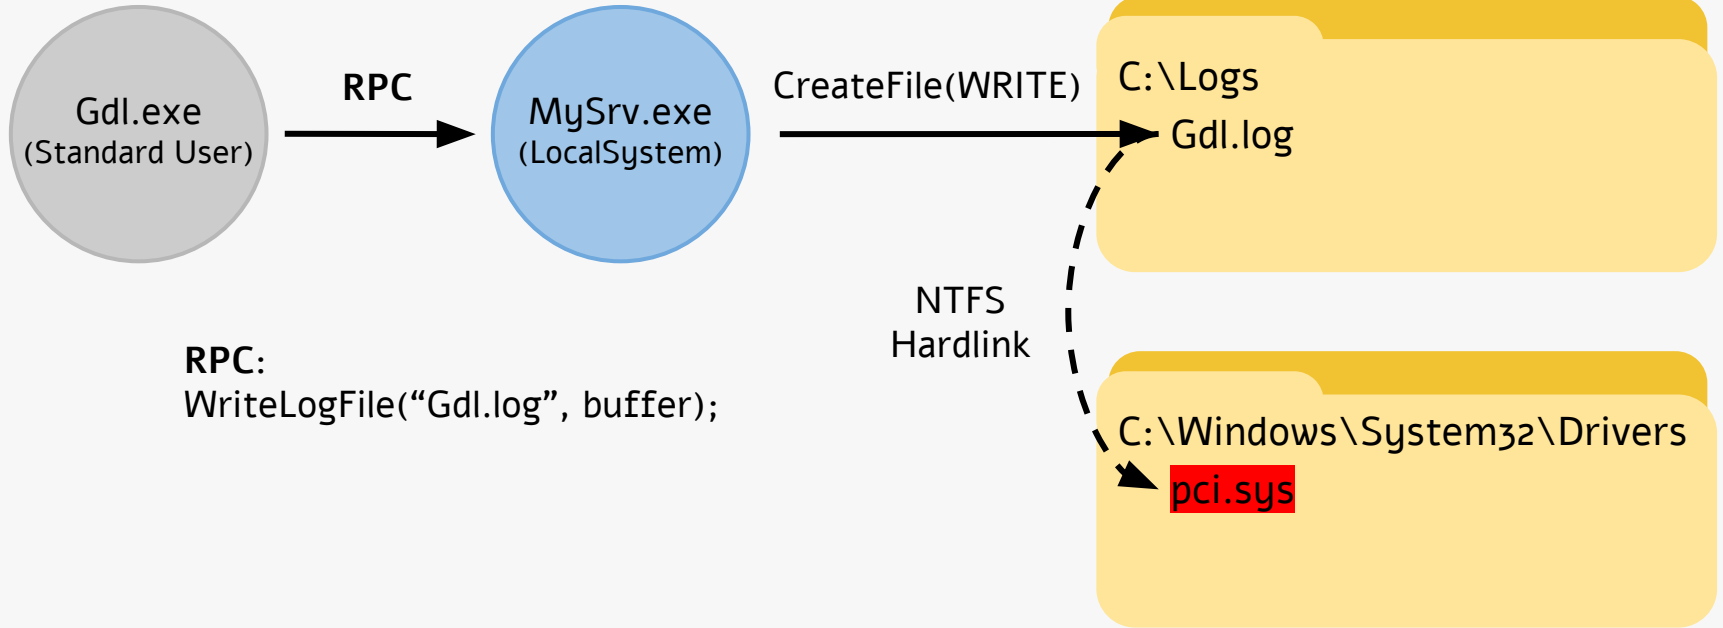 Gdl.exe
(Standard User)
RPC
MySrv.exe
(LocalSystem)
CreateFile(WRITE)
C:\Logs
Gdl.log
NTFS
Hardlink
RPC:
WriteLogFile(“Gdl.log”, buffer);
C:\Windows\System32\Drivers
pci.sys